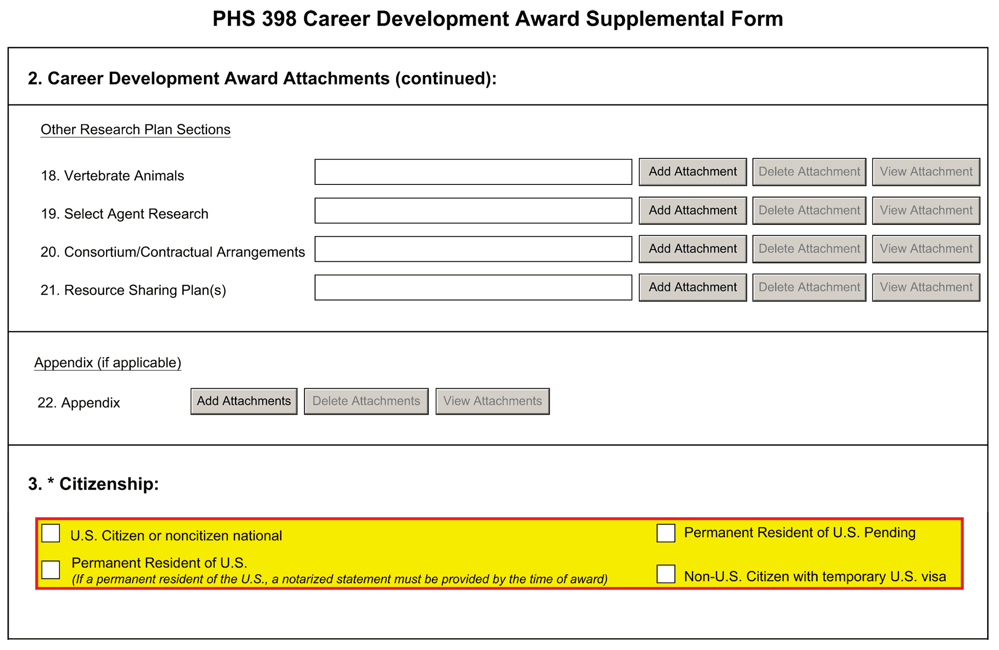 PHS 398 Career Development Award Supplemental Form
2. Career Development Award Attachments (continued):
Other Research Plan Sections
18. Vertebrate Animals Add Attachment Delete Attachment View Attachment
19. Select Agent Research Add Attachment Delete Attachment View Attachment
20. Consortium/Contractual Arrangements Add Attachment Delete Attachment View Attachment
21. Resource Sharing Plan(s) Add Attachment Delete Attachment View Attachment
Appendix (if applicable)
22. Appendix Add Attachments Delete Attachments View Attachments
3. * Citizenship:
U.S. Citizen or noncitizen national
Permanent Resident of U.S.
(If a permanent resident of the U.S., a notarized statement must be provided by the time of award)
Permanent Resident of U.S. Pending
Non-U.S. Citizen with temporary U.S. visa